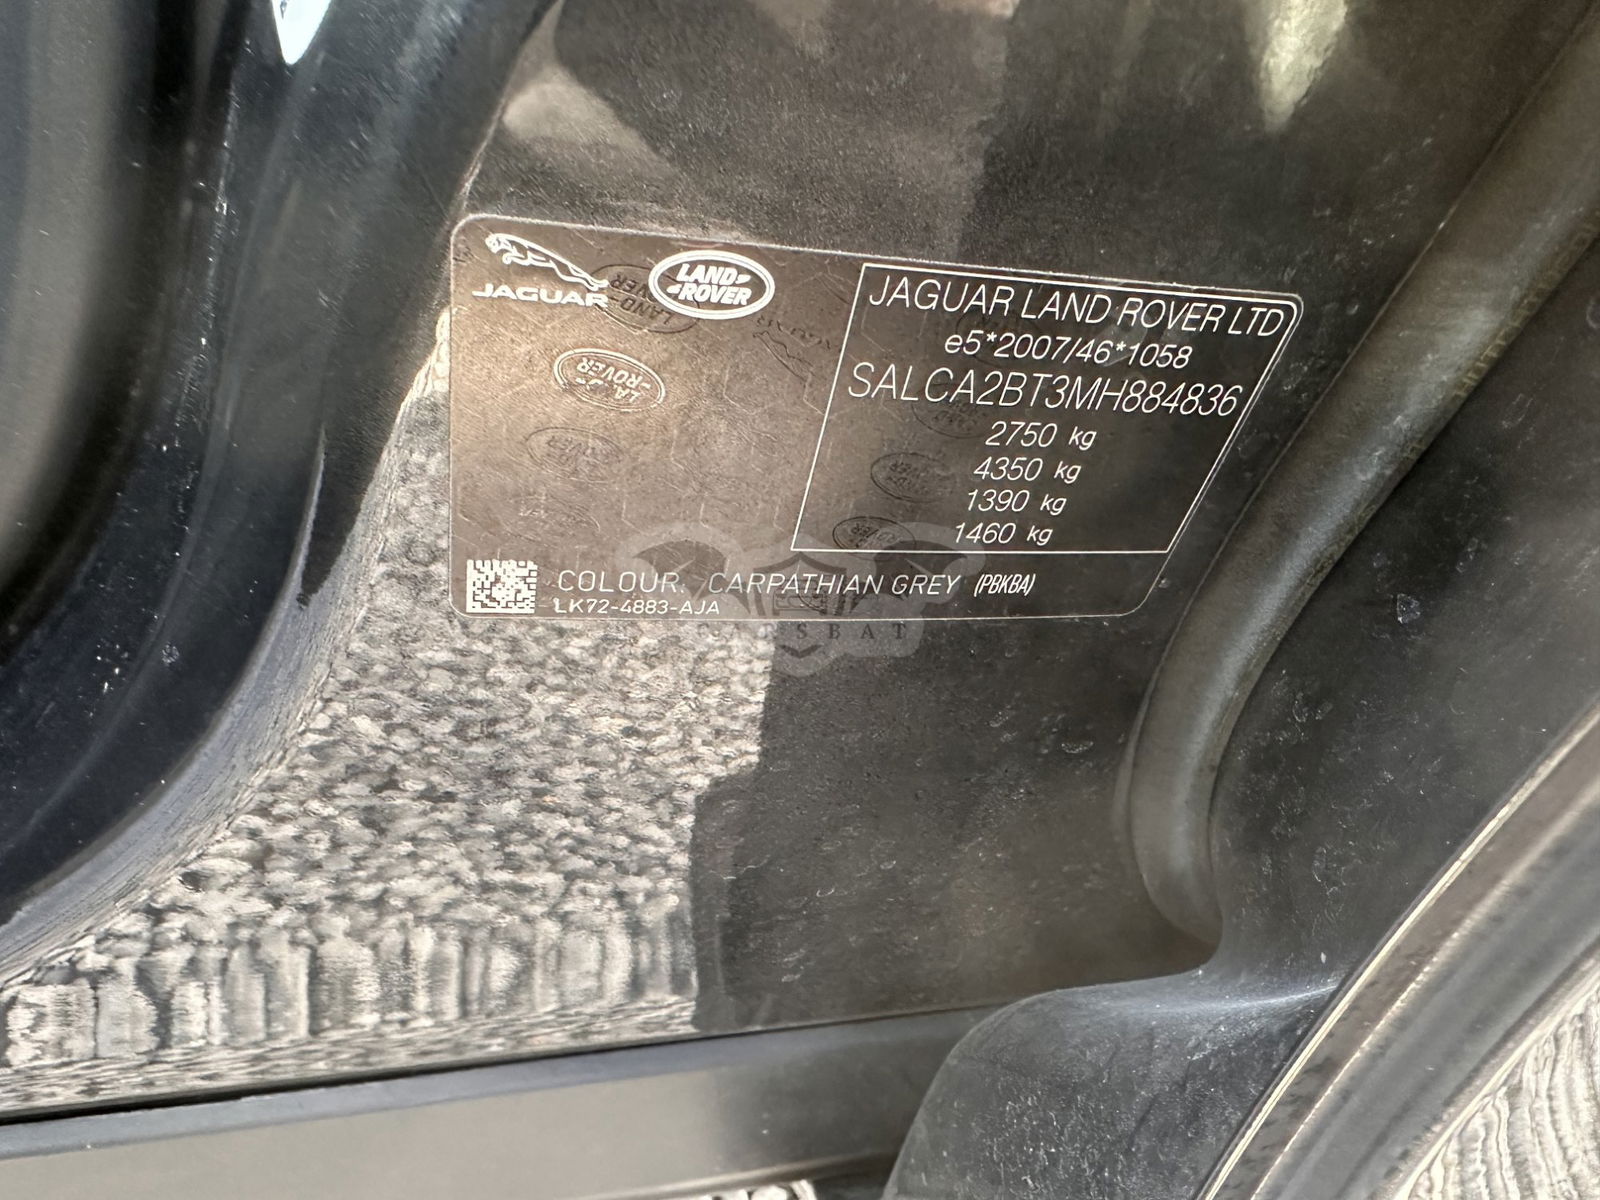 JAGUAR
LAND ROVER
JAGUAR LAND ROVER LTD
e5*2007/46*1058
SALCA2BT3MH884836
2750 kg
4350 kg
1390 kg
1460 kg
COLOUR: CARPATHIAN GREY (PBKBA)
LK72-4883-AJA
CARSBAT